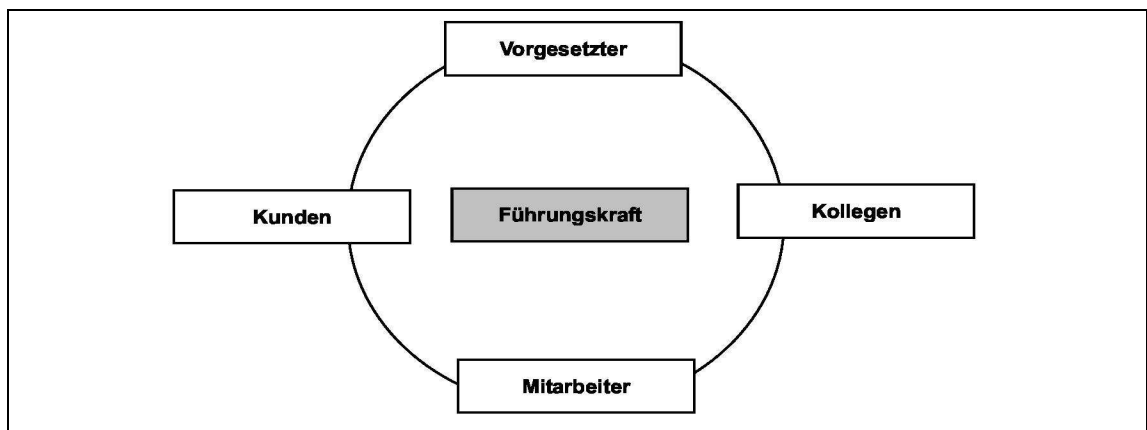 Vorgesetzter
Kunden
Führungskraft
Kollegen
Mitarbeiter